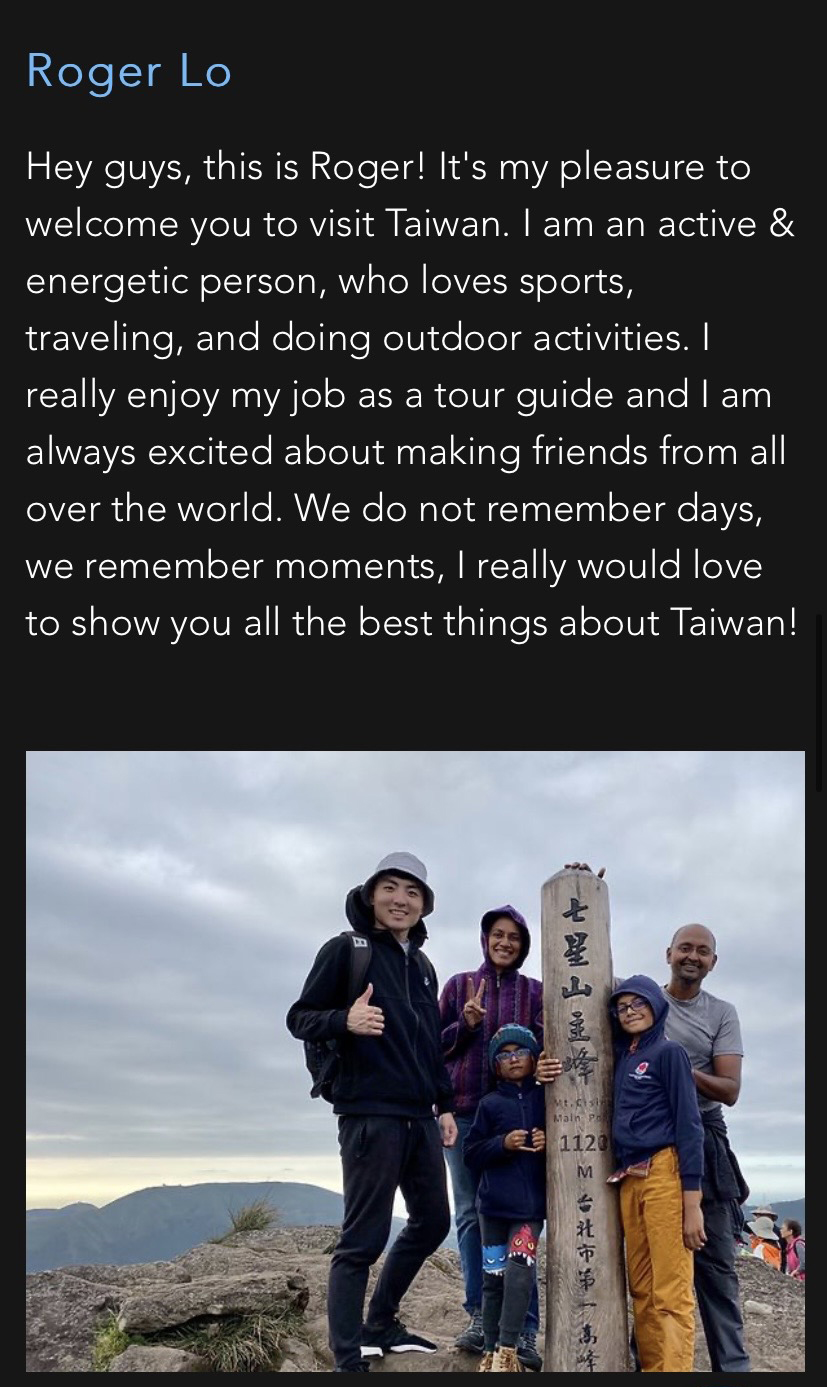 Roger Lo
Hey guys, this is Roger! It's my pleasure to
welcome you to visit Taiwan. I am an active &
energetic person, who loves sports,
traveling, and doing outdoor activities. I
really enjoy my job as a tour guide and I am
always excited about making friends from all
over the world. We do not remember days,
we remember moments, I really would love
to show you all the best things about Taiwan!
七星山主峰
Mt.
Main
1120
M
台北市第一高峰